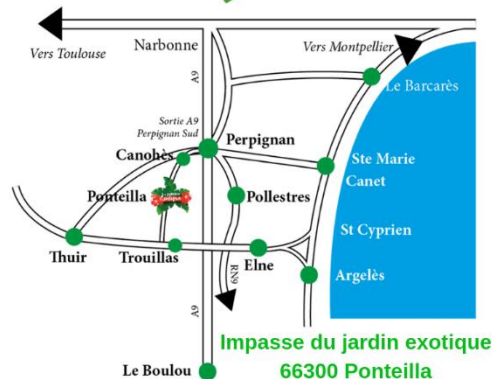 Narbonne
Vers Toulouse
Vers Montpellier
A9
Le Barcarès
Sortie A9
Perpignan Sud
Perpignan
Canohès
Ste Marie
Canet
Ponteilla
Pollestres
St Cyprien
Thuir
Trouillas
Elne
RN9
Argelès
A9
Impasse du jardin exotique
66300 Ponteilla
Le Boulou